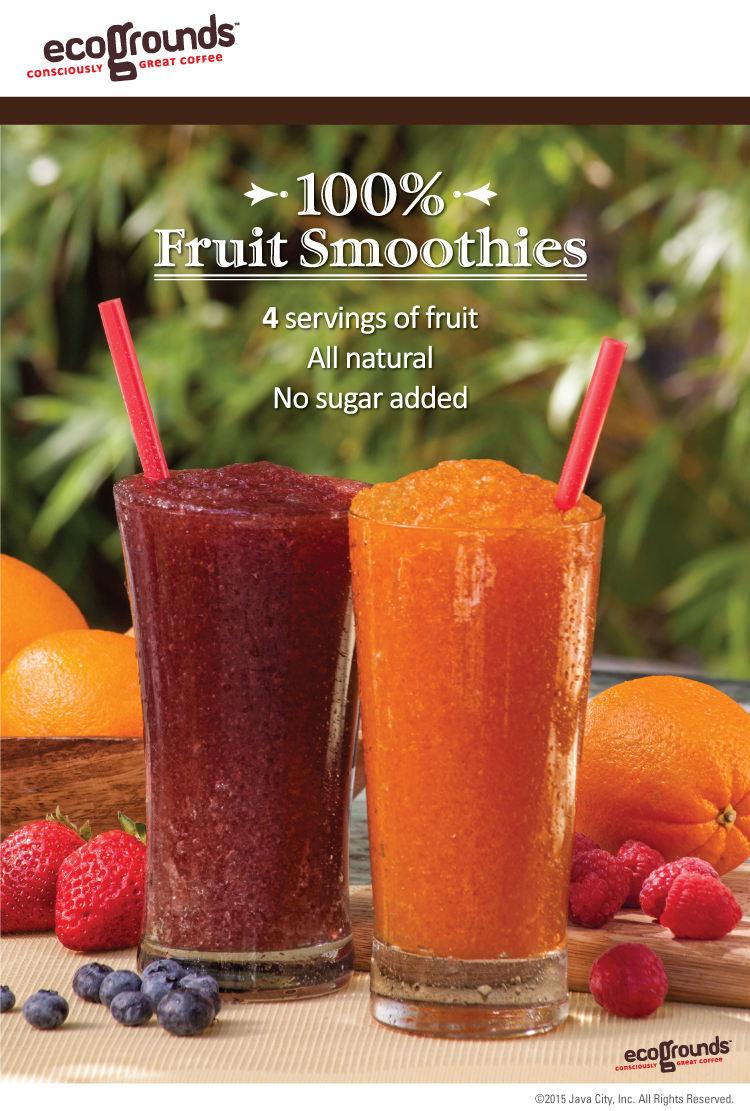 ecogrounds™
CONSCIOUSLY GREAT COFFEE
100%
Fruit Smoothies
4 servings of fruit
All natural
No sugar added
ecogrounds™
CONSCIOUSLY GREAT COFFEE
©2015 Java City, Inc. All Rights Reserved.